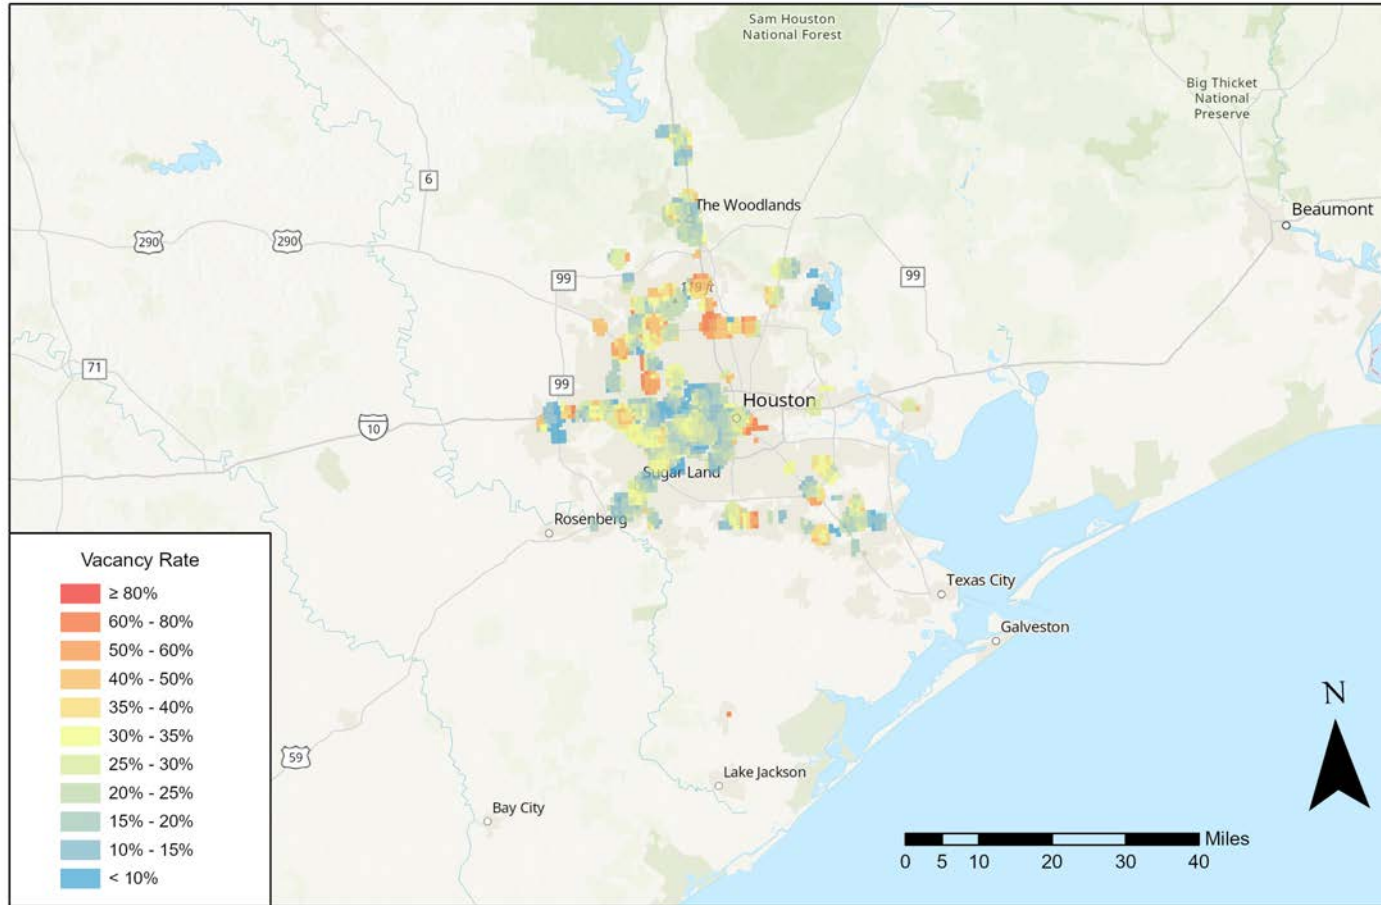 Sam Houston
National Forest
Big Thicket
National
Preserve
6
The Woodlands
Beaumont
290
290
99
99
119 ft
71
99
Houston
10
Sugar Land
Rosenberg
Vacancy Rate
≥ 80%
60% - 80%
50% - 60%
40% - 50%
35% - 40%
30% - 35%
25% - 30%
20% - 25%
15% - 20%
10% - 15%
< 10%
Texas City
Galveston
N
59
Lake Jackson
Bay City
Miles
0 5 10 20 30 40